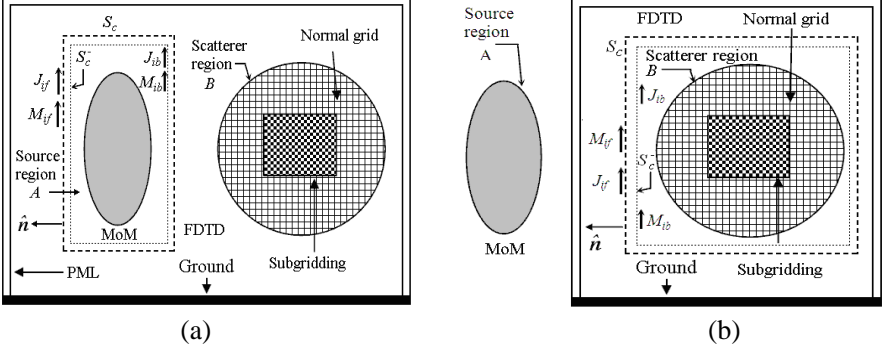 S_c
S_c^-
J_ib
M_ib
J_if
M_if
Source
region
A
n̂
MoM
PML
Scatterer
region
B
Normal grid
FDTD
Ground
Subgridding
(a)
Source
region
A
MoM
FDTD
Normal grid
S_c
Scatterer region
B
J_ib
M_if
S_c^-
J_if
M_ib
n̂
Ground
Subgridding
(b)